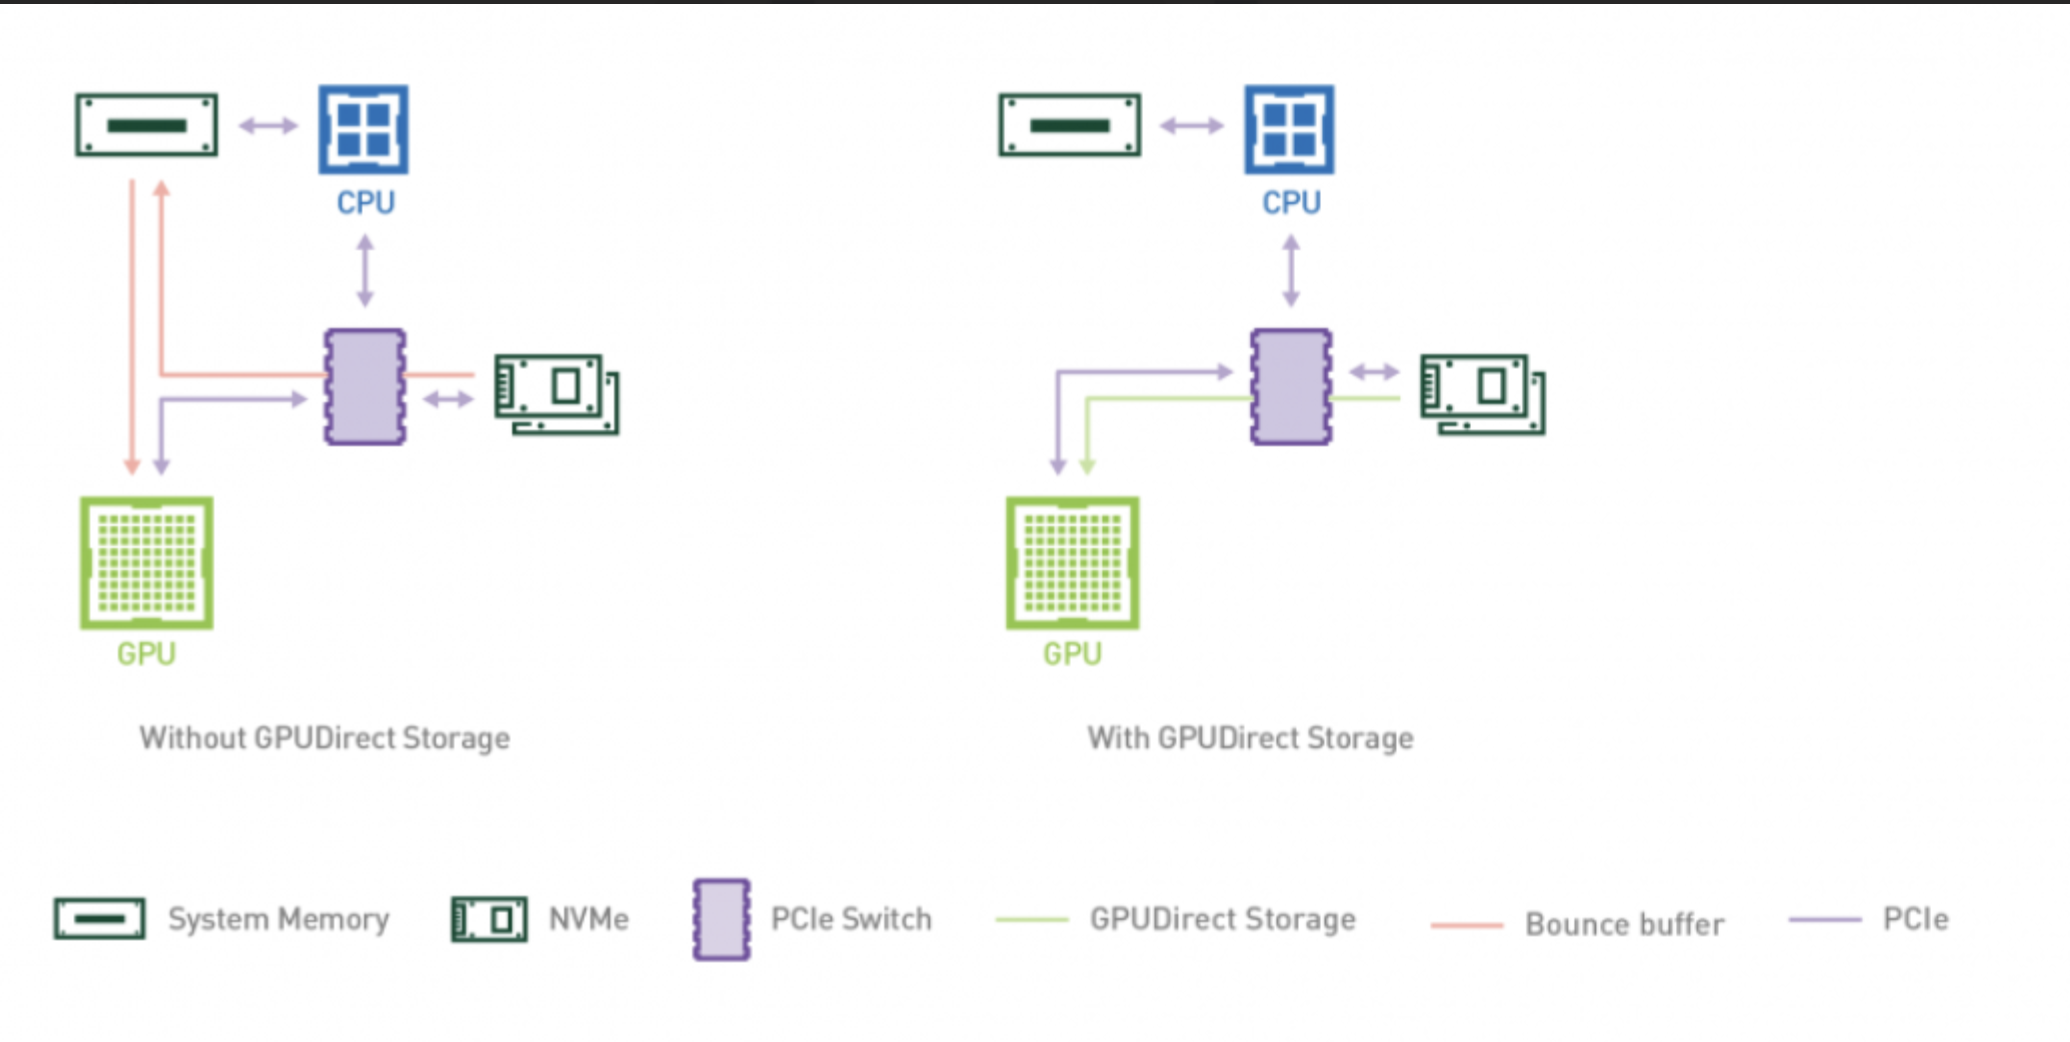 CPU
CPU
GPU
GPU
Without GPUDirect Storage
With GPUDirect Storage
System Memory
NVMe
PCIe Switch
GPUDirect Storage
Bounce buffer
PCIe